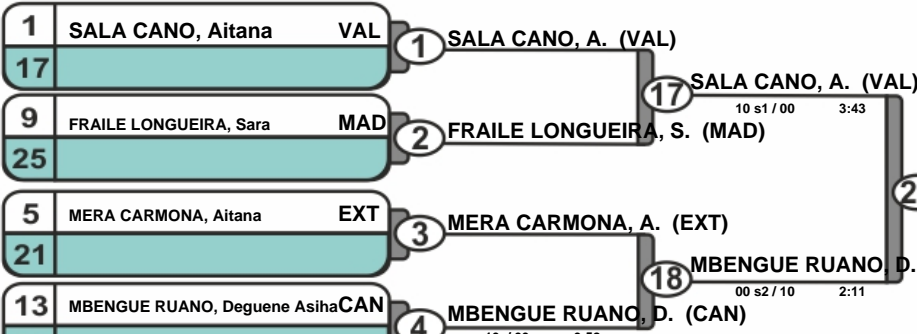 1 SALA CANO, Aitana VAL
17
1 SALA CANO, A. (VAL)
17 SALA CANO, A. (VAL)
10 s1 / 00 3:43
9 FRAILE LONGUEIRA, Sara MAD
25
2 FRAILE LONGUEIRA, S. (MAD)
5 MERA CARMONA, Aitana EXT
21
3 MERA CARMONA, A. (EXT)
18 MBENGUE RUANO, D.
00 s2 / 10 2:11
13 MBENGUE RUANO, Deguene Asiha CAN
4 MBENGUE RUANO, D. (CAN)